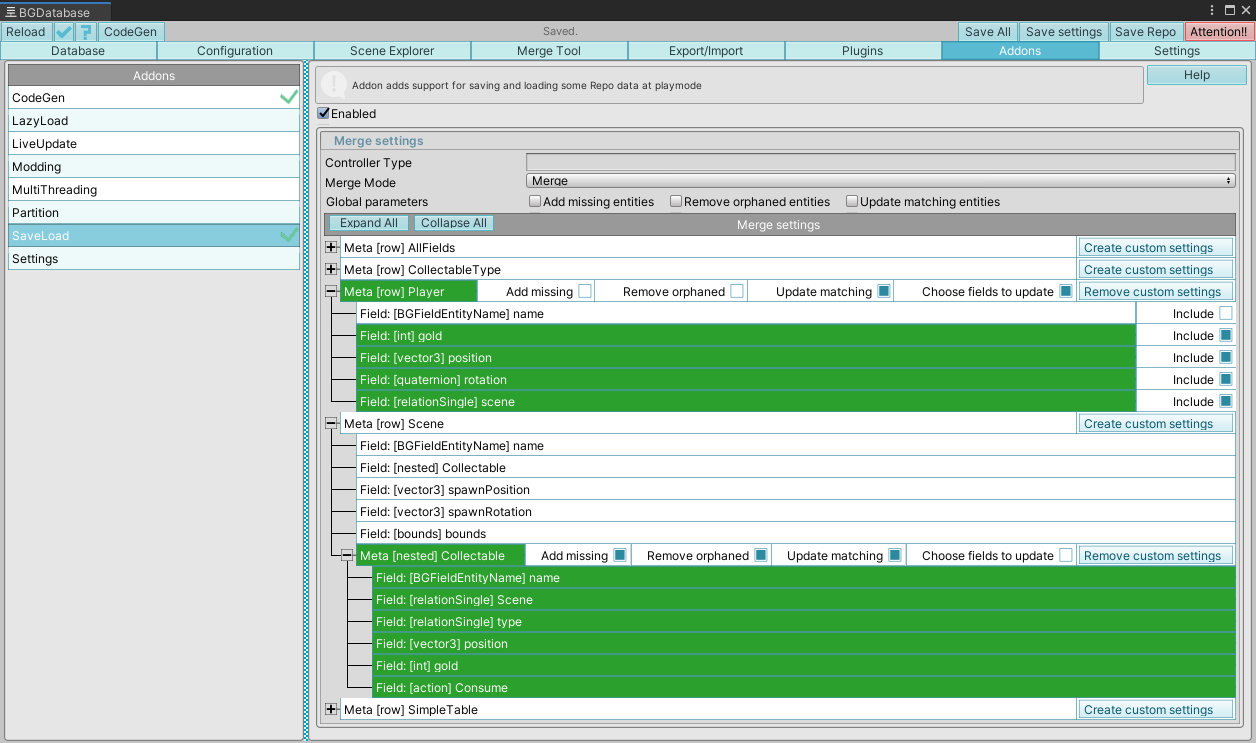 BGDatabase
Reload ? CodeGen Saved. Save All Save settings Save Repo Attention!!
Database Configuration Scene Explorer Merge Tool Export/Import Plugins Addons Settings
Addons
CodeGen
LazyLoad
LiveUpdate
Modding
MultiThreading
Partition
SaveLoad
Settings
Addon adds support for saving and loading some Repo data at playmode
Help
Enabled
Merge settings
Controller Type
Merge Mode Merge
Global parameters Add missing entities Remove orphaned entities Update matching entities
Expand All Collapse All Merge settings
Meta [row] AllFields Create custom settings
Meta [row] CollectableType Create custom settings
Meta [row] Player Add missing Remove orphaned Update matching Choose fields to update Remove custom settings
Field: [BGFieldEntityName] name Include
Field: [int] gold Include
Field: [vector3] position Include
Field: [quaternion] rotation Include
Field: [relationSingle] scene Include
Meta [row] Scene Create custom settings
Field: [BGFieldEntityName] name
Field: [nested] Collectable
Field: [vector3] spawnPosition
Field: [vector3] spawnRotation
Field: [bounds] bounds
Meta [nested] Collectable Add missing Remove orphaned Update matching Choose fields to update Remove custom settings
Field: [BGFieldEntityName] name
Field: [relationSingle] Scene
Field: [relationSingle] type
Field: [vector3] position
Field: [int] gold
Field: [action] Consume
Meta [row] SimpleTable Create custom settings